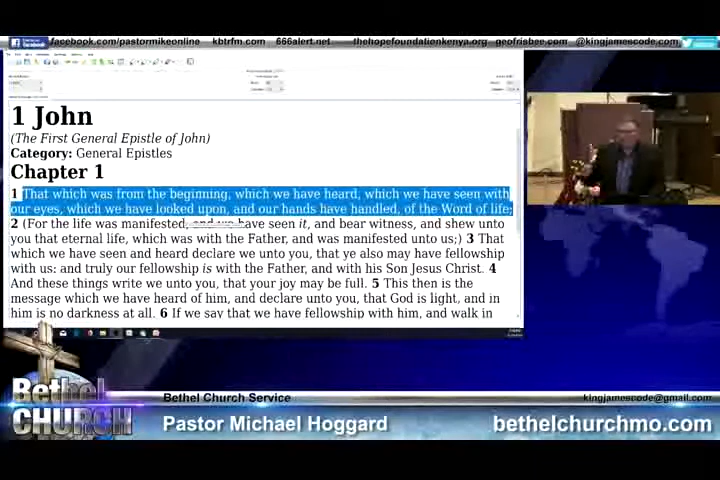 facebook.com/pastormikeonline kbtrfm.com 666alert.net thehopefoundationkenya.org geofrisbee.com @kingjamescode.com
1 John
(The First General Epistle of John)
Category: General Epistles
Chapter 1
1 That which was from the beginning, which we have heard, which we have seen with
our eyes, which we have looked upon, and our hands have handled, of the Word of life;
2 (For the life was manifested, and we have seen it, and bear witness, and shew unto
you that eternal life, which was with the Father, and was manifested unto us;) 3 That
which we have seen and heard declare we unto you, that ye also may have fellowship
with us: and truly our fellowship is with the Father, and with his Son Jesus Christ. 4
And these things write we unto you, that your joy may be full. 5 This then is the
message which we have heard of him, and declare unto you, that God is light, and in
him is no darkness at all. 6 If we say that we have fellowship with him, and walk in
Bethel
CHURCH
Bethel Church Service
kingjamescode@gmail.com
Pastor Michael Hoggard
bethelchurchmo.com